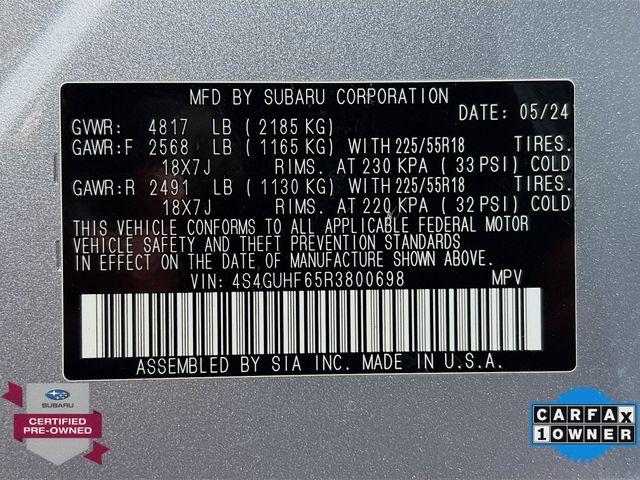 MFD BY SUBARU CORPORATION
DATE: 05/24
GVWR: 4817 LB (2185 KG)
GAWR:F 2568 LB (1165 KG) WITH 225/55R18 TIRES.
18X7J RIMS. AT 230 KPA (33 PSI) COLD
GAWR:R 2491 LB (1130 KG) WITH 225/55R18 TIRES.
18X7J RIMS. AT 220 KPA (32 PSI) COLD
THIS VEHICLE CONFORMS TO ALL APPLICABLE FEDERAL MOTOR
VEHICLE SAFETY AND THEFT PREVENTION STANDARDS
IN EFFECT ON THE DATE OF MANUFACTURE SHOWN ABOVE.
VIN: 4S4GUHF65R3800698 MPV
ASSEMBLED BY SIA INC. MADE IN U.S.A.
SUBARU
CERTIFIED
PRE-OWNED
CARFAX
1 OWNER